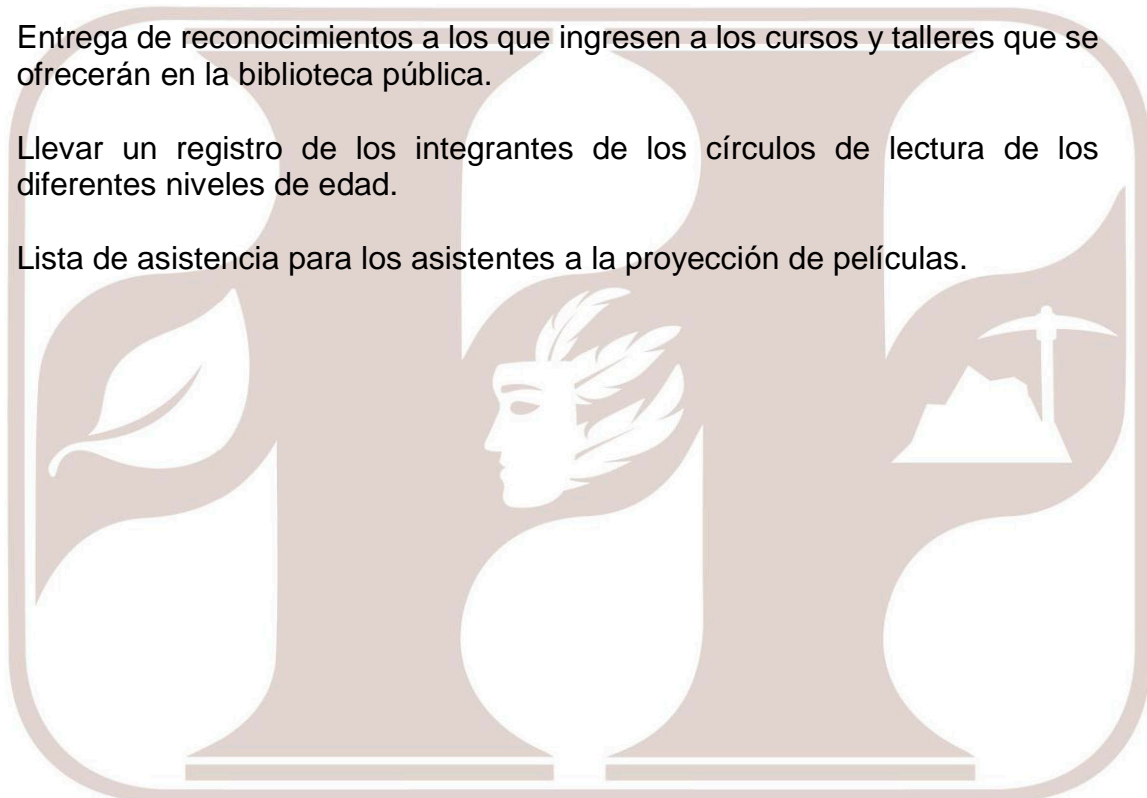 Entrega de reconocimientos a los que ingresen a los cursos y talleres que se
ofrecerán en la biblioteca pública.
Llevar un registro de los integrantes de los círculos de lectura de los
diferentes niveles de edad.
Lista de asistencia para los asistentes a la proyección de películas.